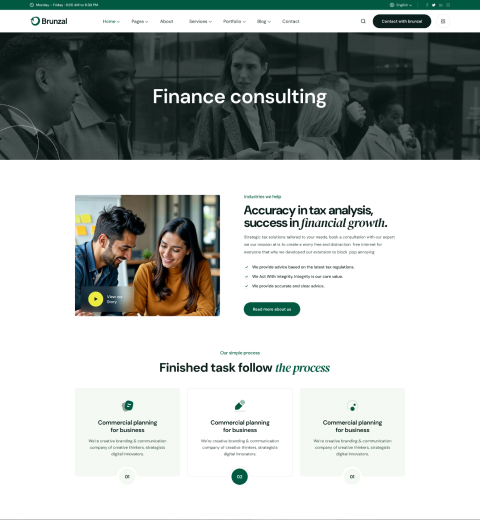 Monday - Friday - 8:00 AM to 6:30 PM
English
Brunzal
Home
Pages
About
Services
Portfolio
Blog
Contact
Contact with brunsal
Finance consulting
Industries we help
Accuracy in tax analysis,
success in financial growth.
Strategic tax solutions tailored to your needs, book a consultation with our expert
we our mission at is to create a worry free and distraction free internet for
everyone that why we developed our extension to block pop annoying
We provide advice based on the latest tax regulations.
We Act With integrity. Integrity is our core value.
We provide accurate and clear advice.
View our
Story
Read more about us
Our simple process
Finished task follow the process
Commercial planning
for business
We're creative branding & communication
company of creative thinkers, strategists
digital innovators.
01
Commercial planning
for business
We're creative branding & communication
company of creative thinkers, strategists
digital innovators.
02
Commercial planning
for business
We're creative branding & communication
company of creative thinkers, strategists
digital innovators.
01